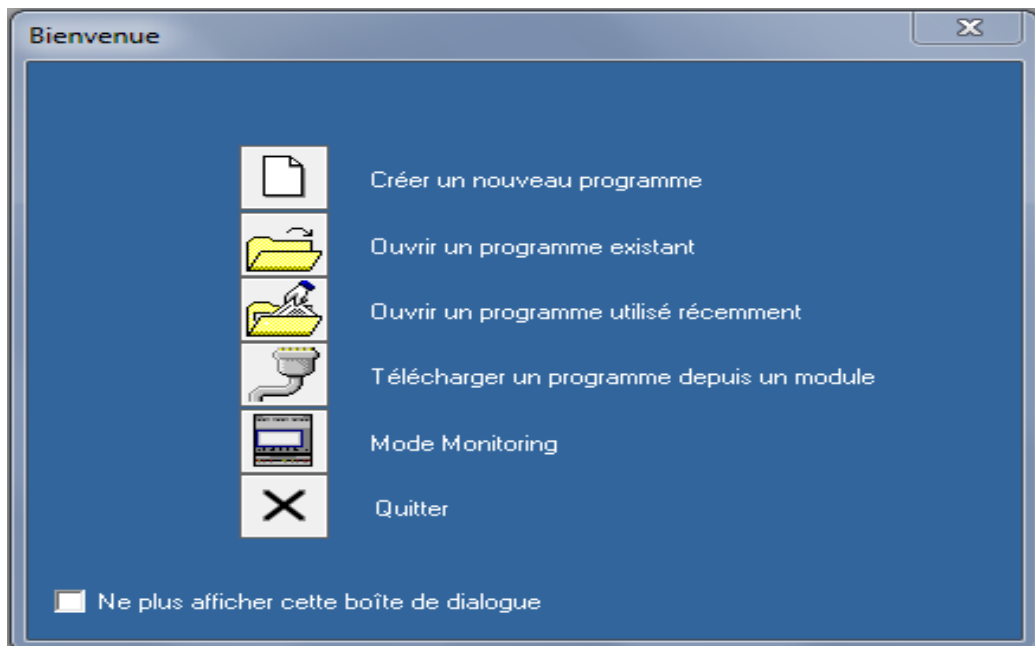 Bienvenue
Créer un nouveau programme
Ouvrir un programme existant
Ouvrir un programme utilisé récemment
Télécharger un programme depuis un module
Mode Monitoring
Quitter
Ne plus afficher cette boîte de dialogue